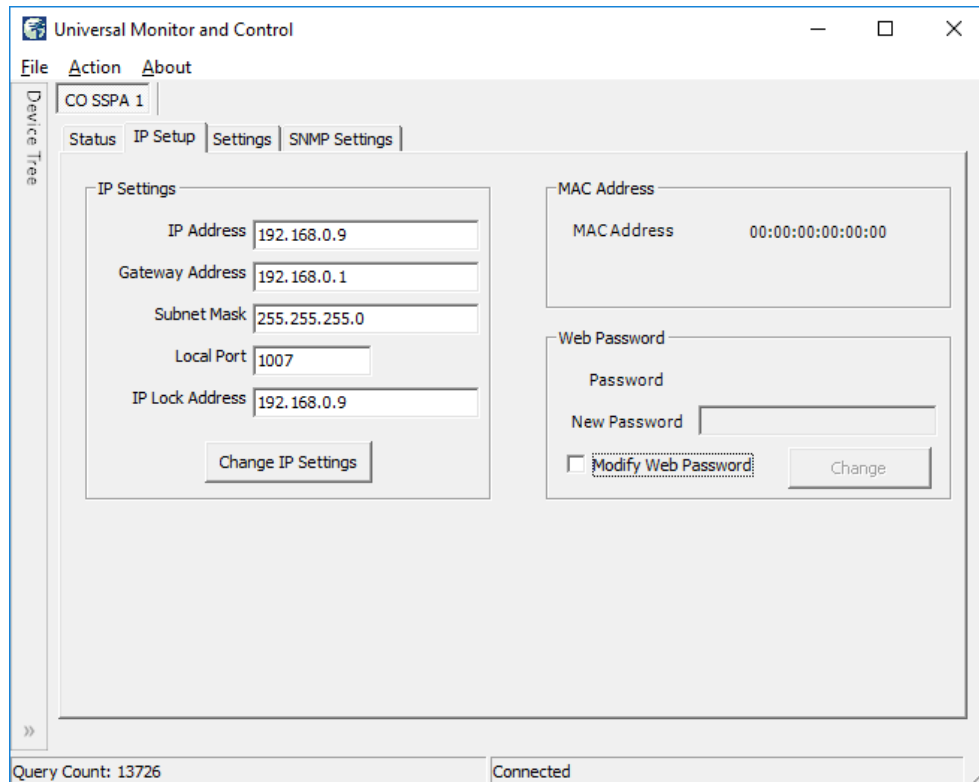 Universal Monitor and Control
File Action About
Device Tree
CO SSPA 1
Status IP Setup Settings SNMP Settings
IP Settings
IP Address 192.168.0.9
Gateway Address 192.168.0.1
Subnet Mask 255.255.255.0
Local Port 1007
IP Lock Address 192.168.0.9
Change IP Settings
MAC Address
MAC Address 00:00:00:00:00:00
Web Password
Password
New Password
Modify Web Password Change
»
Query Count: 13726 Connected